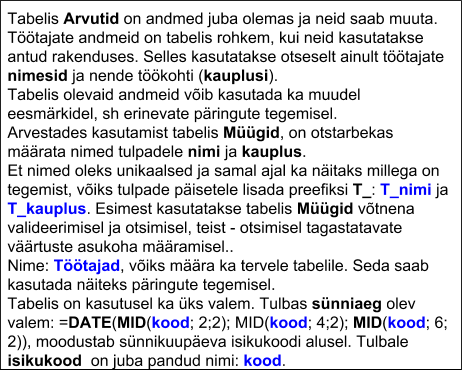 Tabelis Arvutid on andmed juba olemas ja neid saab muuta.
Töötajate andmeid on tabelis rohkem, kui neid kasutatakse
antud rakenduses. Selles kasutatakse otseselt ainult töötajate
nimesid ja nende töökohti (kauplusi).
Tabelis olevaid andmeid võib kasutada ka muudel
eesmärkidel, sh erinevate päringute tegemisel.
Arvestades kasutamist tabelis Müügid, on otstarbekas
määrata nimed tulpadele nimi ja kauplus.
Et nimed oleks unikaalsed ja samal ajal ka näitaks millega on
tegemist, võiks tulpade päisetele lisada preefiksi T_: T_nimi ja
T_kauplus. Esimest kasutatakse tabelis Müügid võtnena
valideerimisel ja otsimisel, teist - otsimisel tagastatavate
väärtuste asukoha määramisel..
Nime: Töötajad, võiks määra ka tervele tabelile. Seda saab
kasutada näiteks päringute tegemisel.
Tabelis on kasutusel ka üks valem. Tulbas sünniaeg olev
valem: =DATE(MID(kood; 2;2); MID(kood; 4;2); MID(kood; 6;
2)), moodustab sünnikuupäeva isikukoodi alusel. Tulbale
isikukood on juba pandud nimi: kood.